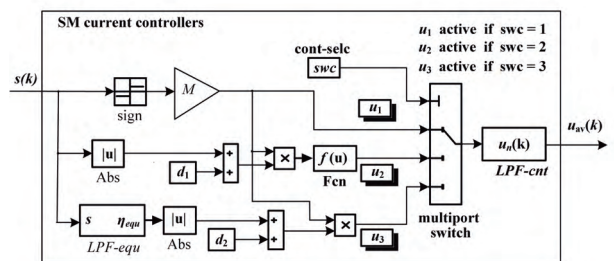 SM current controllers
u1 active if swc = 1
u2 active if swc = 2
u3 active if swc = 3
cont-selc
swc
s(k)
sign
M
u1
|u|
Abs
d1
+
+
×
f(u)
Fcn
u2
un(k)
LPF-cnt
uav(k)
multiport
switch
s ηequ
LPF-equ
|u|
Abs
d2
+
+
×
u3